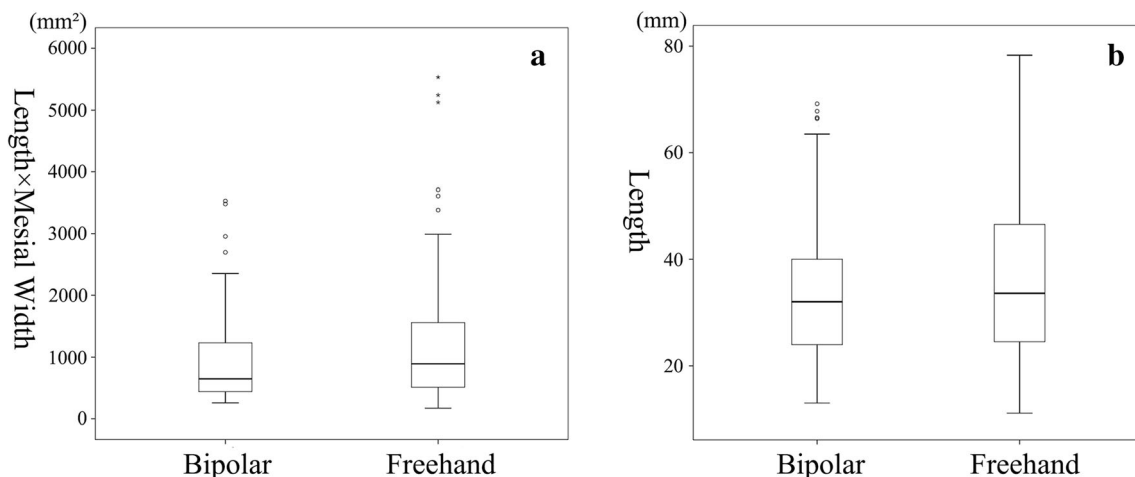 (mm²)
a
6000
5000
4000
3000
2000
1000
0
Length×Mesial Width
Bipolar
Freehand
(mm)
b
80
60
40
20
Length
Bipolar
Freehand